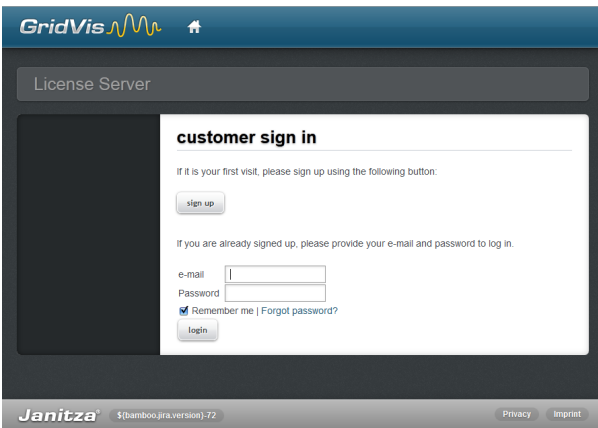 GridVis
License Server
customer sign in
If it is your first visit, please sign up using the following button:
sign up
If you are already signed up, please provide your e-mail and password to log in.
e-mail
Password
Remember me | Forgot password?
login
Janitza® ${bamboo.jira.version}-72 Privacy Imprint